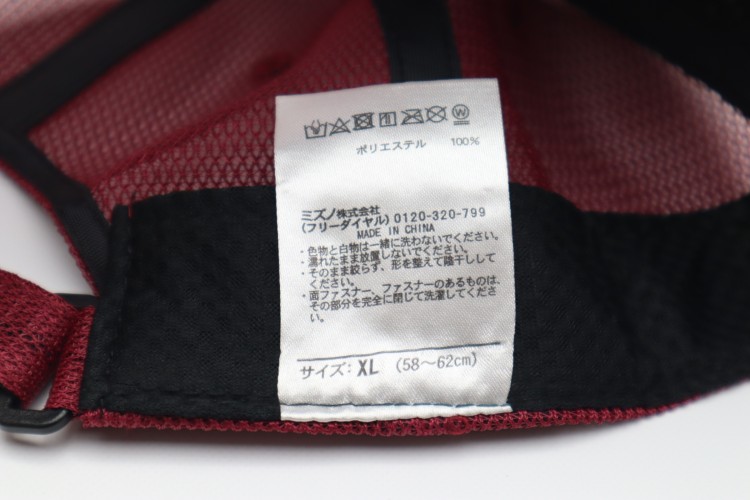 ポリエステル 100%
ミズノ株式会社
(フリーダイヤル) 0120-320-799
MADE IN CHINA
・色物と白物は一緒に洗わないでください。
・濡れたまま放置しないでください。
・そのまま絞らず、形を整えて陰干しして
ください。
・面ファスナー、ファスナーのあるものは、
その部分を完全に閉じて洗濯してくださ
い。
サイズ: XL (58〜62cm)